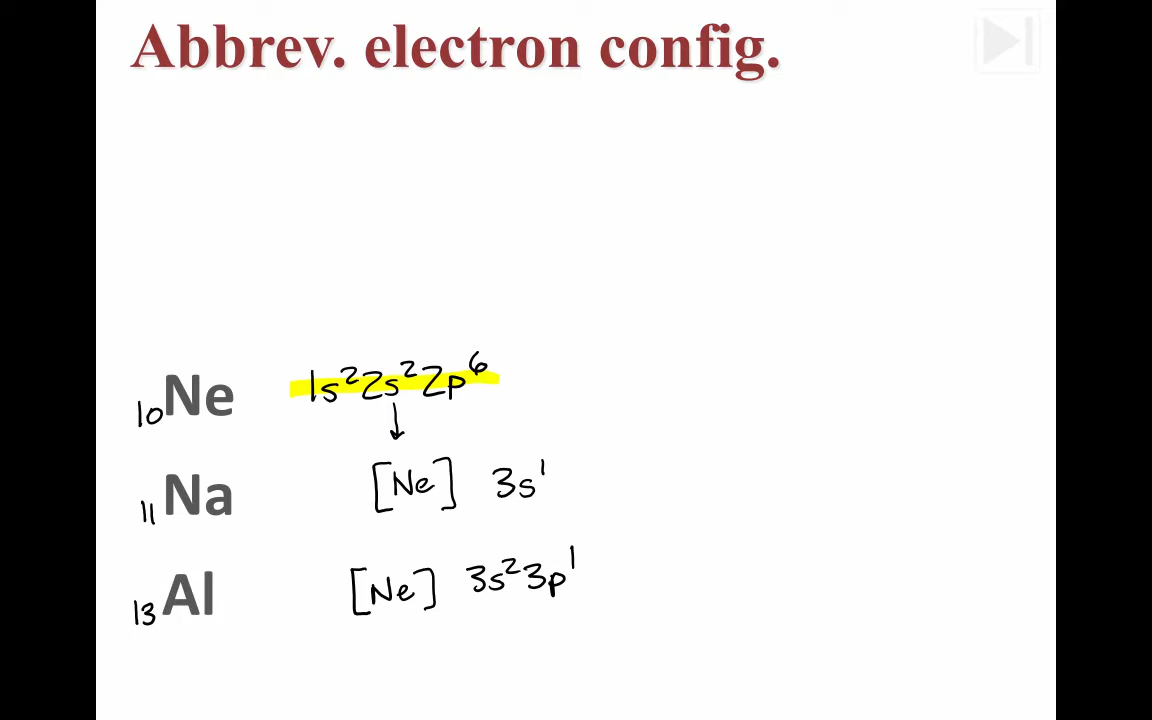 Abbrev. electron config.
₁₀Ne 1s²2s²2p⁶
↓
₁₁Na [Ne] 3s¹
₁₃Al [Ne] 3s²3p¹